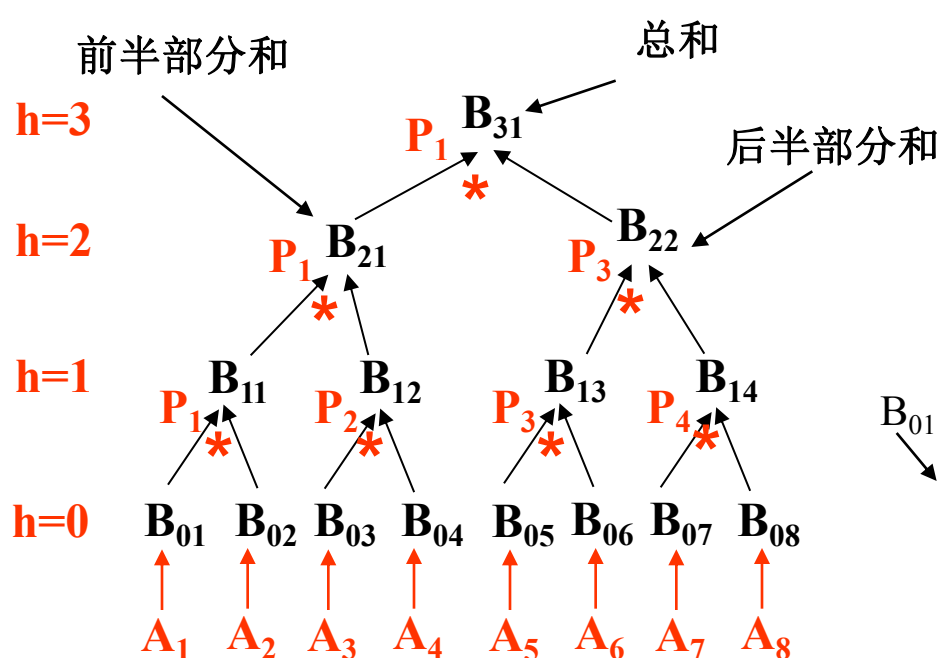 总和
前半部分和
h=3 P₁ B₃₁
*
后半部分和
h=2 P₁ B₂₁ P₃ B₂₂
* *
h=1 B₁₁ B₁₂ B₁₃ B₁₄
P₁ P₂ P₃ P₄ B₀₁
* * * *
h=0 B₀₁ B₀₂ B₀₃ B₀₄ B₀₅ B₀₆ B₀₇ B₀₈
A₁ A₂ A₃ A₄ A₅ A₆ A₇ A₈